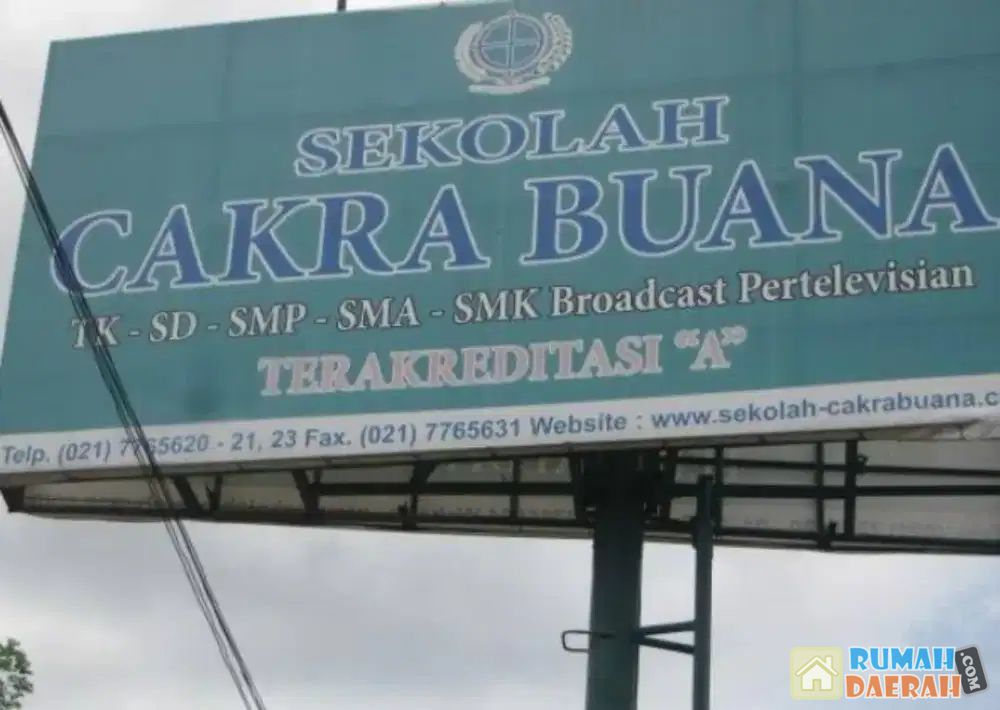 SEKOLAH
CAKRA BUANA
TK - SD - SMP - SMA - SMK Broadcast Pertelevisian
TERAKREDITASI "A"
Telp. (021) 7765620 - 21, 23 Fax. (021) 7765631 Website : www.sekolah-cakrabuana.c
RUMAH
DAERAH.COM